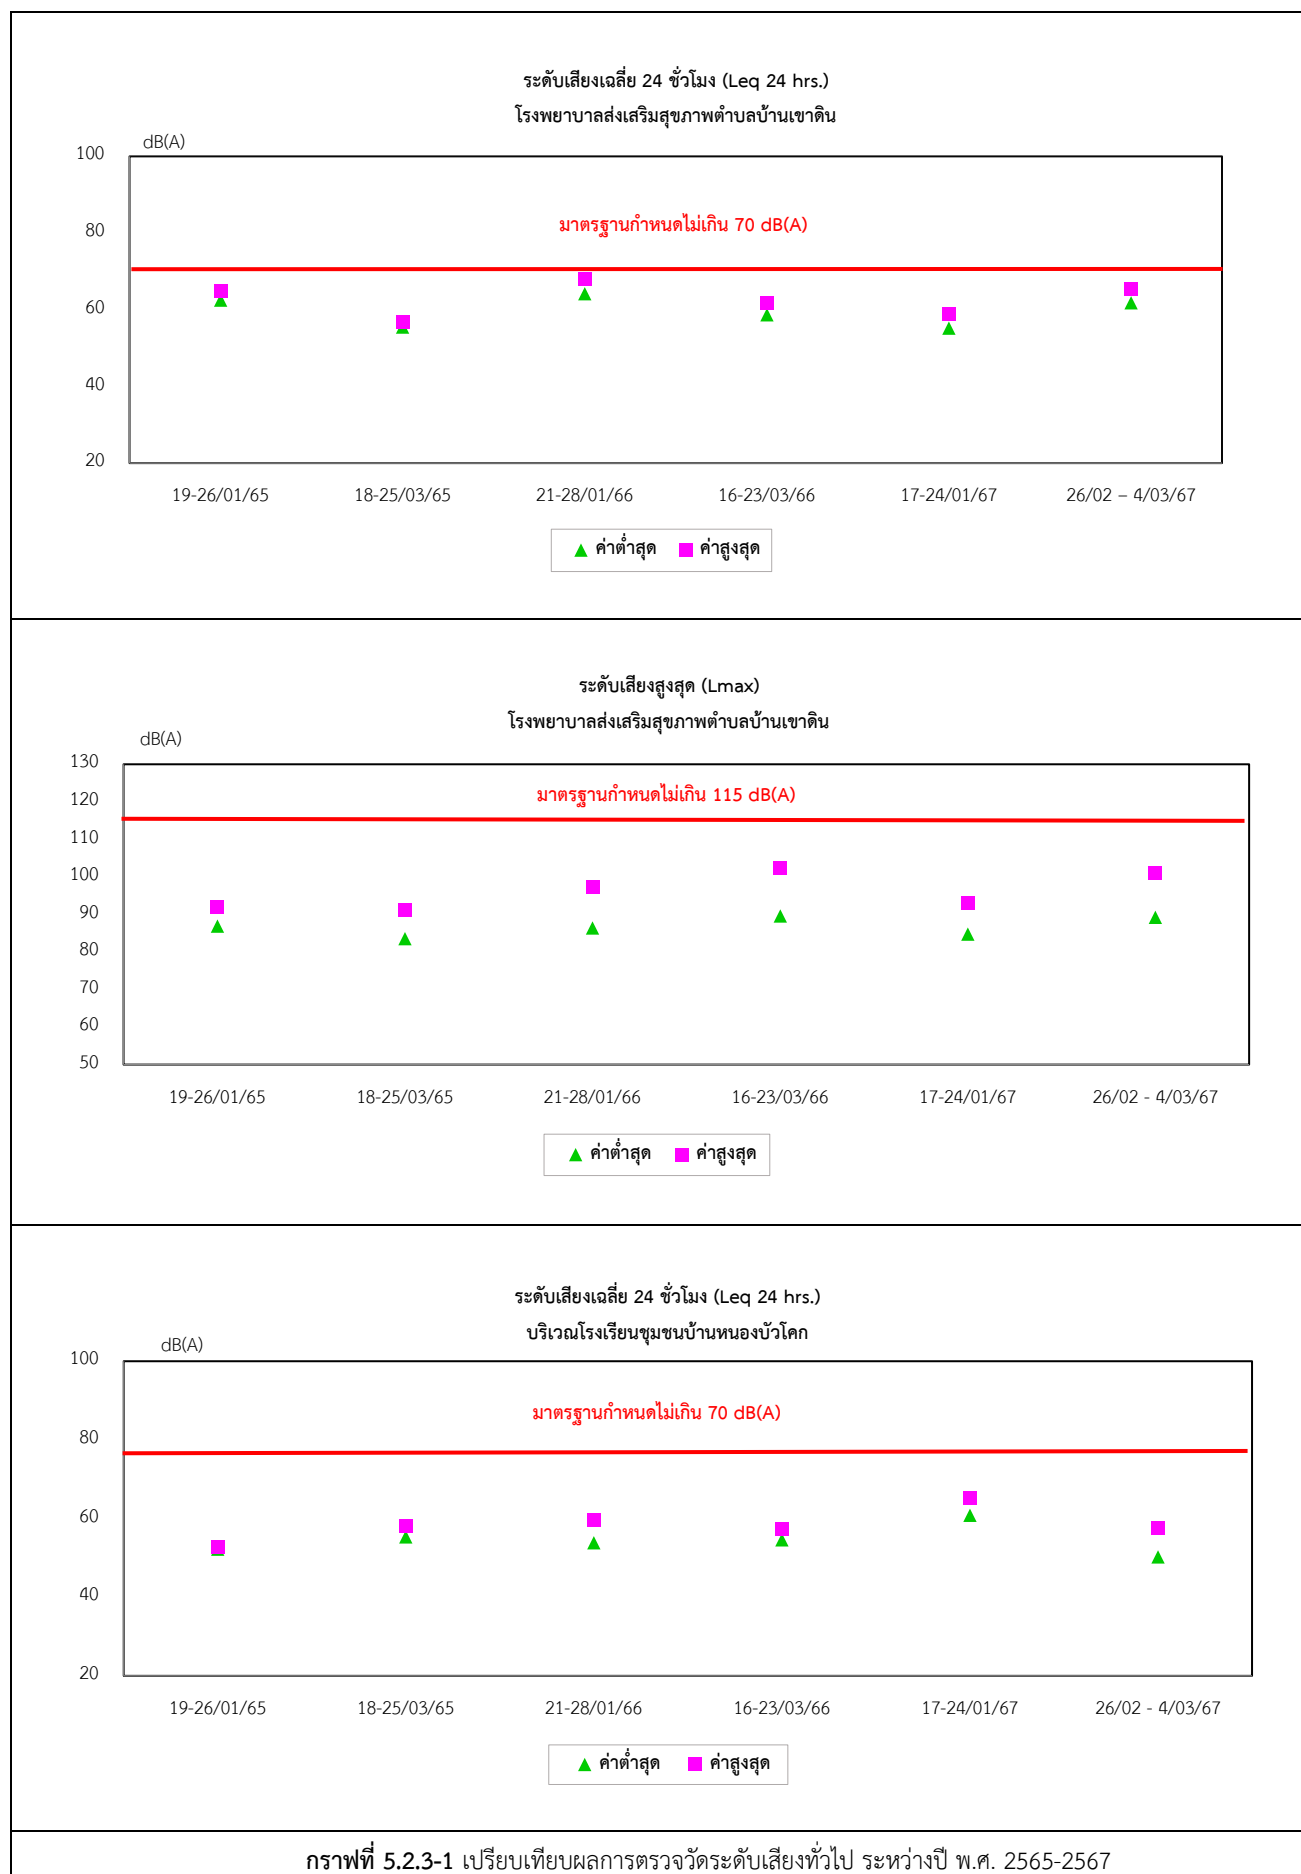 ระดับเสียงเฉลี่ย 24 ชั่วโมง (Leq 24 hrs.)
โรงพยาบาลส่งเสริมสุขภาพตำบลบ้านเขาดิน
dB(A)
100
80
60
40
20
มาตรฐานกำหนดไม่เกิน 70 dB(A)
19-26/01/65 18-25/03/65 21-28/01/66 16-23/03/66 17-24/01/67 26/02 – 4/03/67
ค่าต่ำสุด ค่าสูงสุด
ระดับเสียงสูงสุด (Lmax)
โรงพยาบาลส่งเสริมสุขภาพตำบลบ้านเขาดิน
dB(A)
130
120
110
100
90
80
70
60
50
มาตรฐานกำหนดไม่เกิน 115 dB(A)
19-26/01/65 18-25/03/65 21-28/01/66 16-23/03/66 17-24/01/67 26/02 - 4/03/67
ค่าต่ำสุด ค่าสูงสุด
ระดับเสียงเฉลี่ย 24 ชั่วโมง (Leq 24 hrs.)
บริเวณโรงเรียนชุมชนบ้านหนองบัวโคก
dB(A)
100
80
60
40
20
มาตรฐานกำหนดไม่เกิน 70 dB(A)
19-26/01/65 18-25/03/65 21-28/01/66 16-23/03/66 17-24/01/67 26/02 - 4/03/67
ค่าต่ำสุด ค่าสูงสุด
กราฟที่ 5.2.3-1 เปรียบเทียบผลการตรวจวัดระดับเสียงทั่วไป ระหว่างปี พ.ศ. 2565-2567